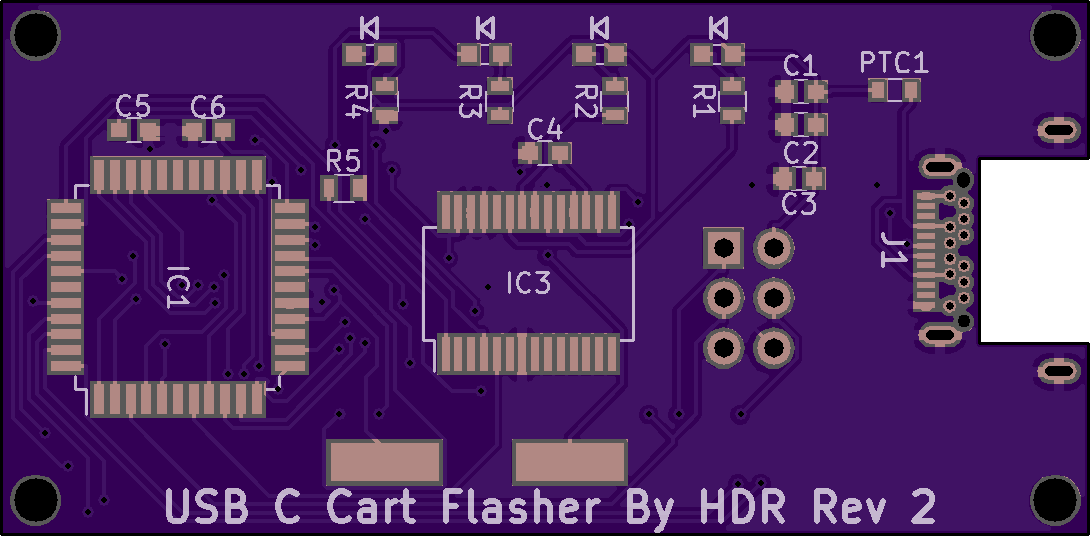 R4
R3
R2
R1
C1
PTC1
C5
C6
C4
R5
C2
C3
J1
IC1
IC3
USB C Cart Flasher By HDR Rev 2